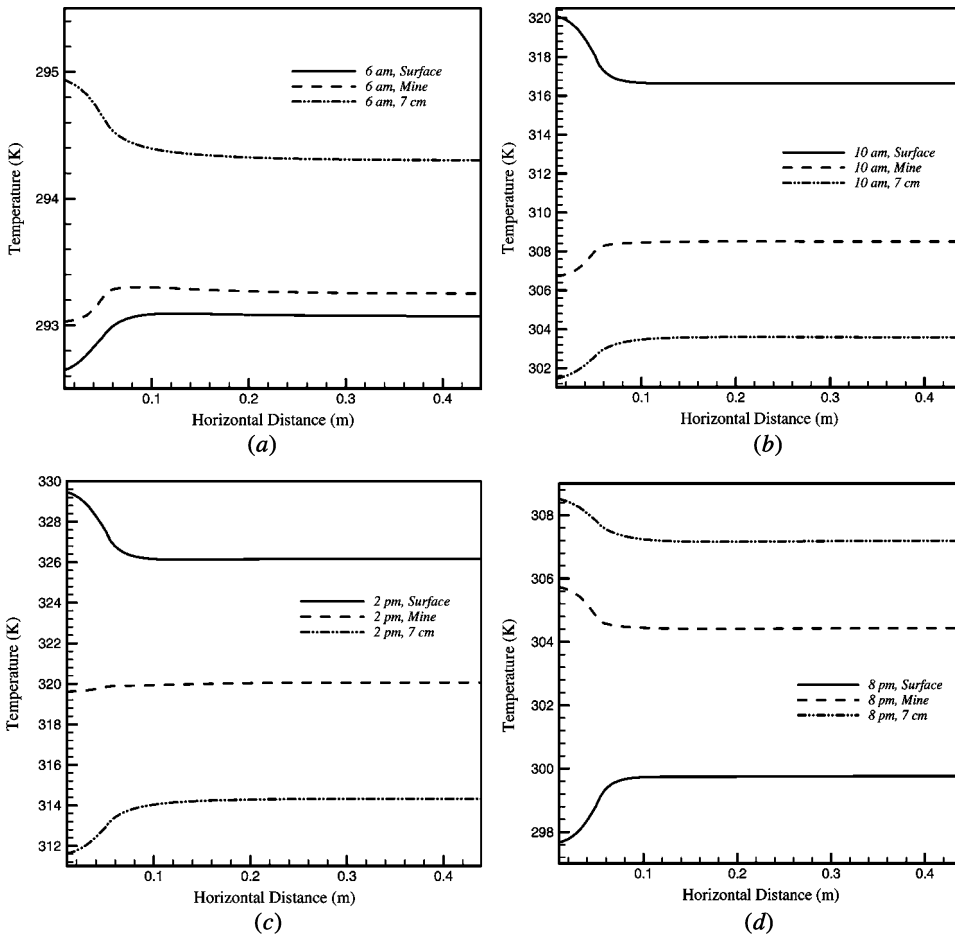 295
294
293
Temperature (K)
6 am, Surface
6 am, Mine
6 am, 7 cm
0.1
0.2
0.3
0.4
Horizontal Distance (m)
(a)
320
318
316
314
312
310
308
306
304
302
Temperature (K)
10 am, Surface
10 am, Mine
10 am, 7 cm
0.1
0.2
0.3
0.4
Horizontal Distance (m)
(b)
330
328
326
324
322
320
318
316
314
312
Temperature (K)
2 pm, Surface
2 pm, Mine
2 pm, 7 cm
0.1
0.2
0.3
0.4
Horizontal Distance (m)
(c)
308
306
304
302
300
298
Temperature (K)
8 pm, Surface
8 pm, Mine
8 pm, 7 cm
0.1
0.2
0.3
0.4
Horizontal Distance (m)
(d)